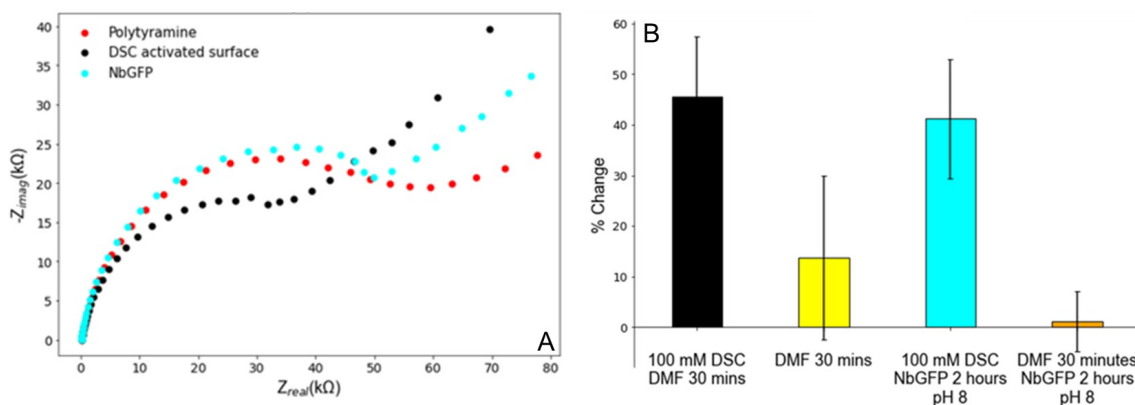 Polytyramine
DSC activated surface
NbGFP
40
35
30
25
20
15
10
5
0
-Z_imag(kΩ)
0 10 20 30 40 50 60 70 80
Z_real(kΩ)
A
B
60
50
40
30
20
10
0
% Change
100 mM DSC
DMF 30 mins
DMF 30 mins
100 mM DSC
NbGFP 2 hours
pH 8
DMF 30 minutes
NbGFP 2 hours
pH 8